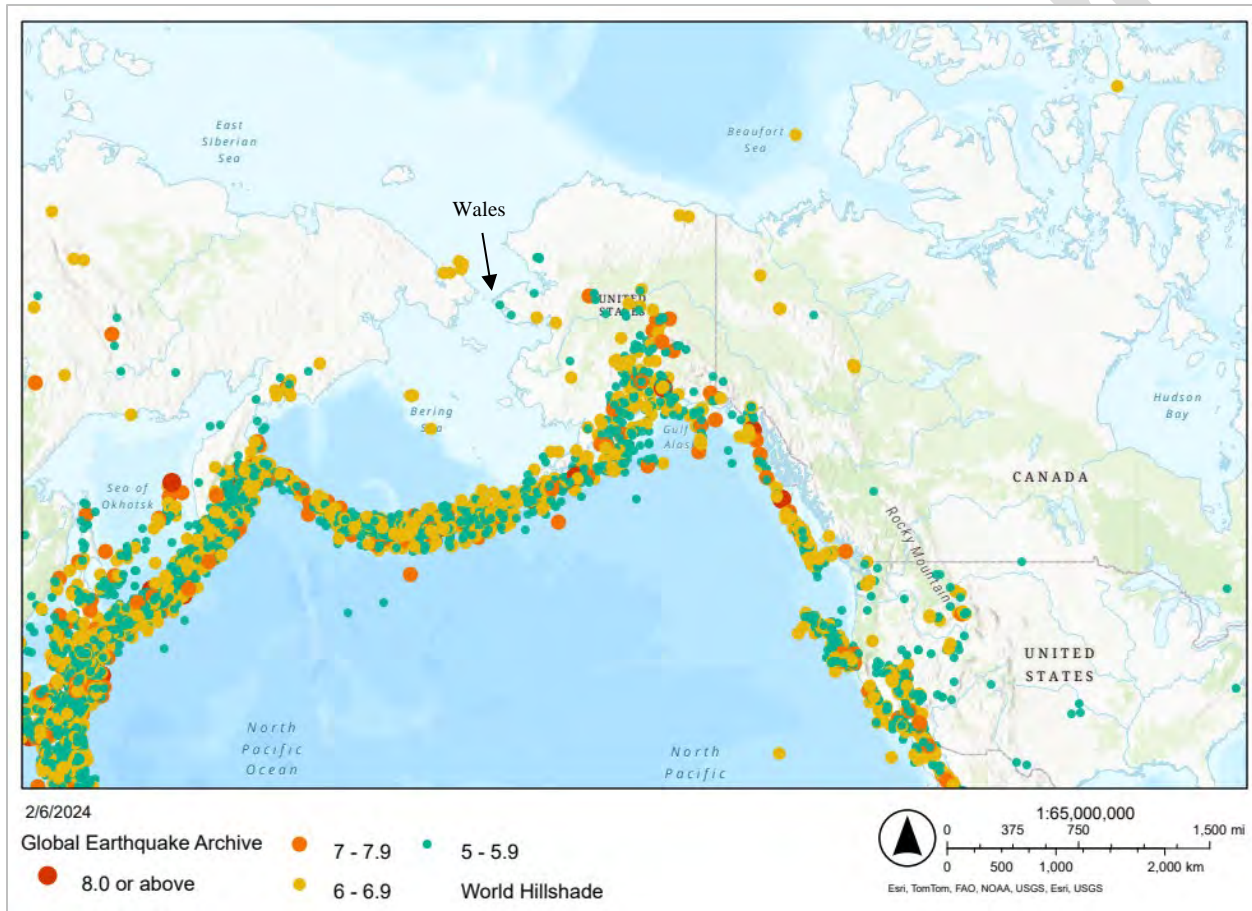 East
Siberian
Sea
Beaufort
Sea
Wales
UNITED
STATES
Bering
Sea
Gulf
Alas
Hudson
Bay
Sea of
Okhotsk
CANADA
Rocky Mountain
UNITED
STATES
North
Pacific
Ocean
North
Pacific
2/6/2024
Global Earthquake Archive
8.0 or above
7 - 7.9
6 - 6.9
5 - 5.9
World Hillshade
1:65,000,000
0 375 750 1,500 mi
0 500 1,000 2,000 km
Esri, TomTom, FAO, NOAA, USGS, Esri, USGS